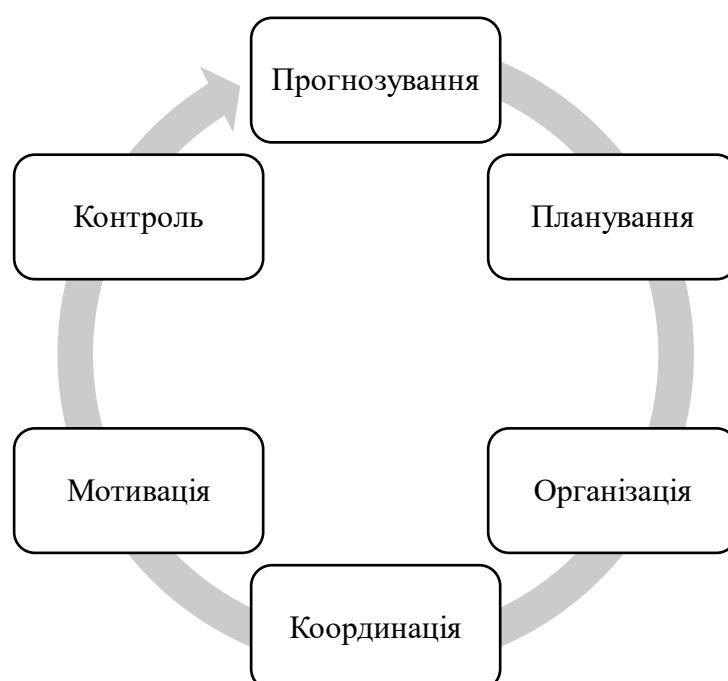 Прогнозування
Планування
Організація
Координація
Мотивація
Контроль